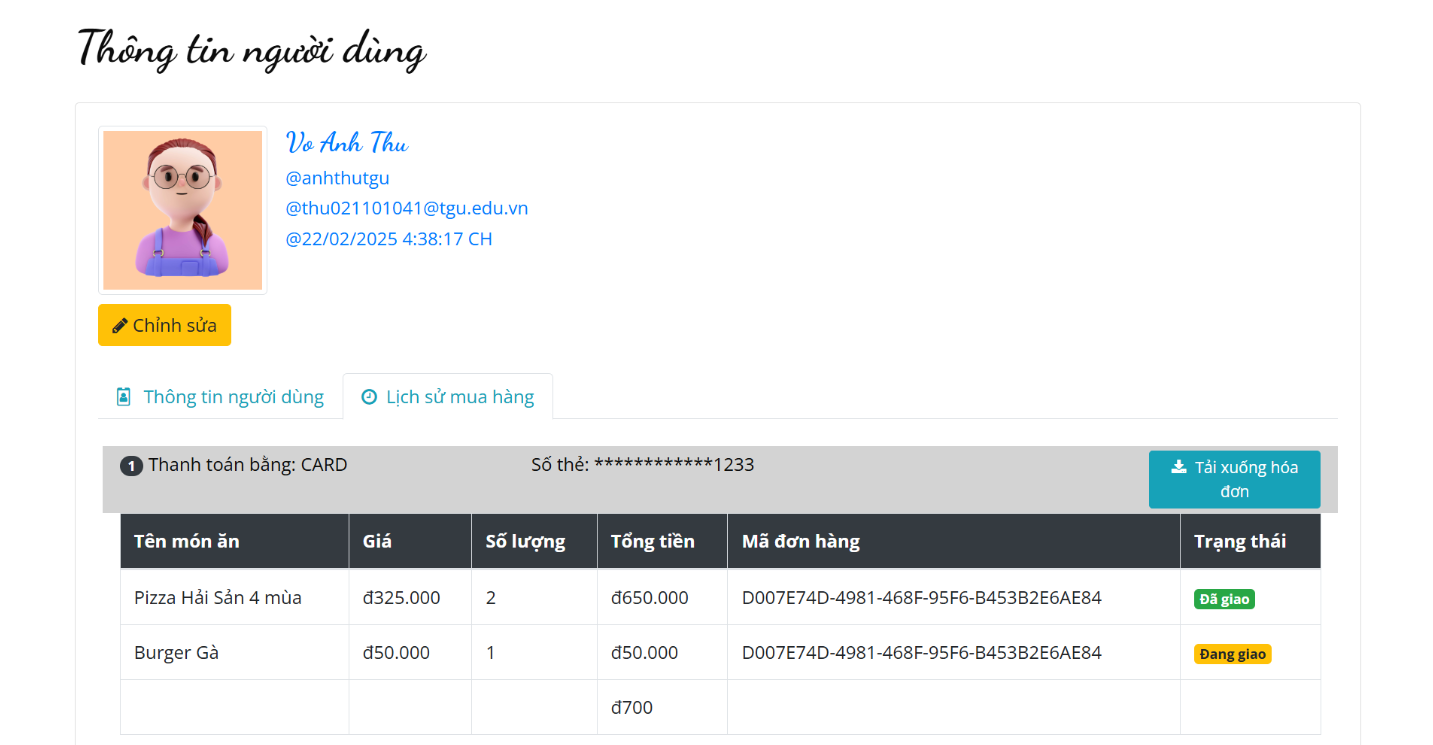 Thông tin người dùng
Vo Anh Thu
@anhthutgu
@thu021101041@tgu.edu.vn
@22/02/2025 4:38:17 CH
Chỉnh sửa
Thông tin người dùng Lịch sử mua hàng
1 Thanh toán bằng: CARD Số thẻ: ************1233 Tải xuống hóa
đơn
Tên món ăn Giá Số lượng Tổng tiền Mã đơn hàng Trạng thái
Pizza Hải Sản 4 mùa đ325.000 2 đ650.000 D007E74D-4981-468F-95F6-B453B2E6AE84 Đã giao
Burger Gà đ50.000 1 đ50.000 D007E74D-4981-468F-95F6-B453B2E6AE84 Đang giao
đ700